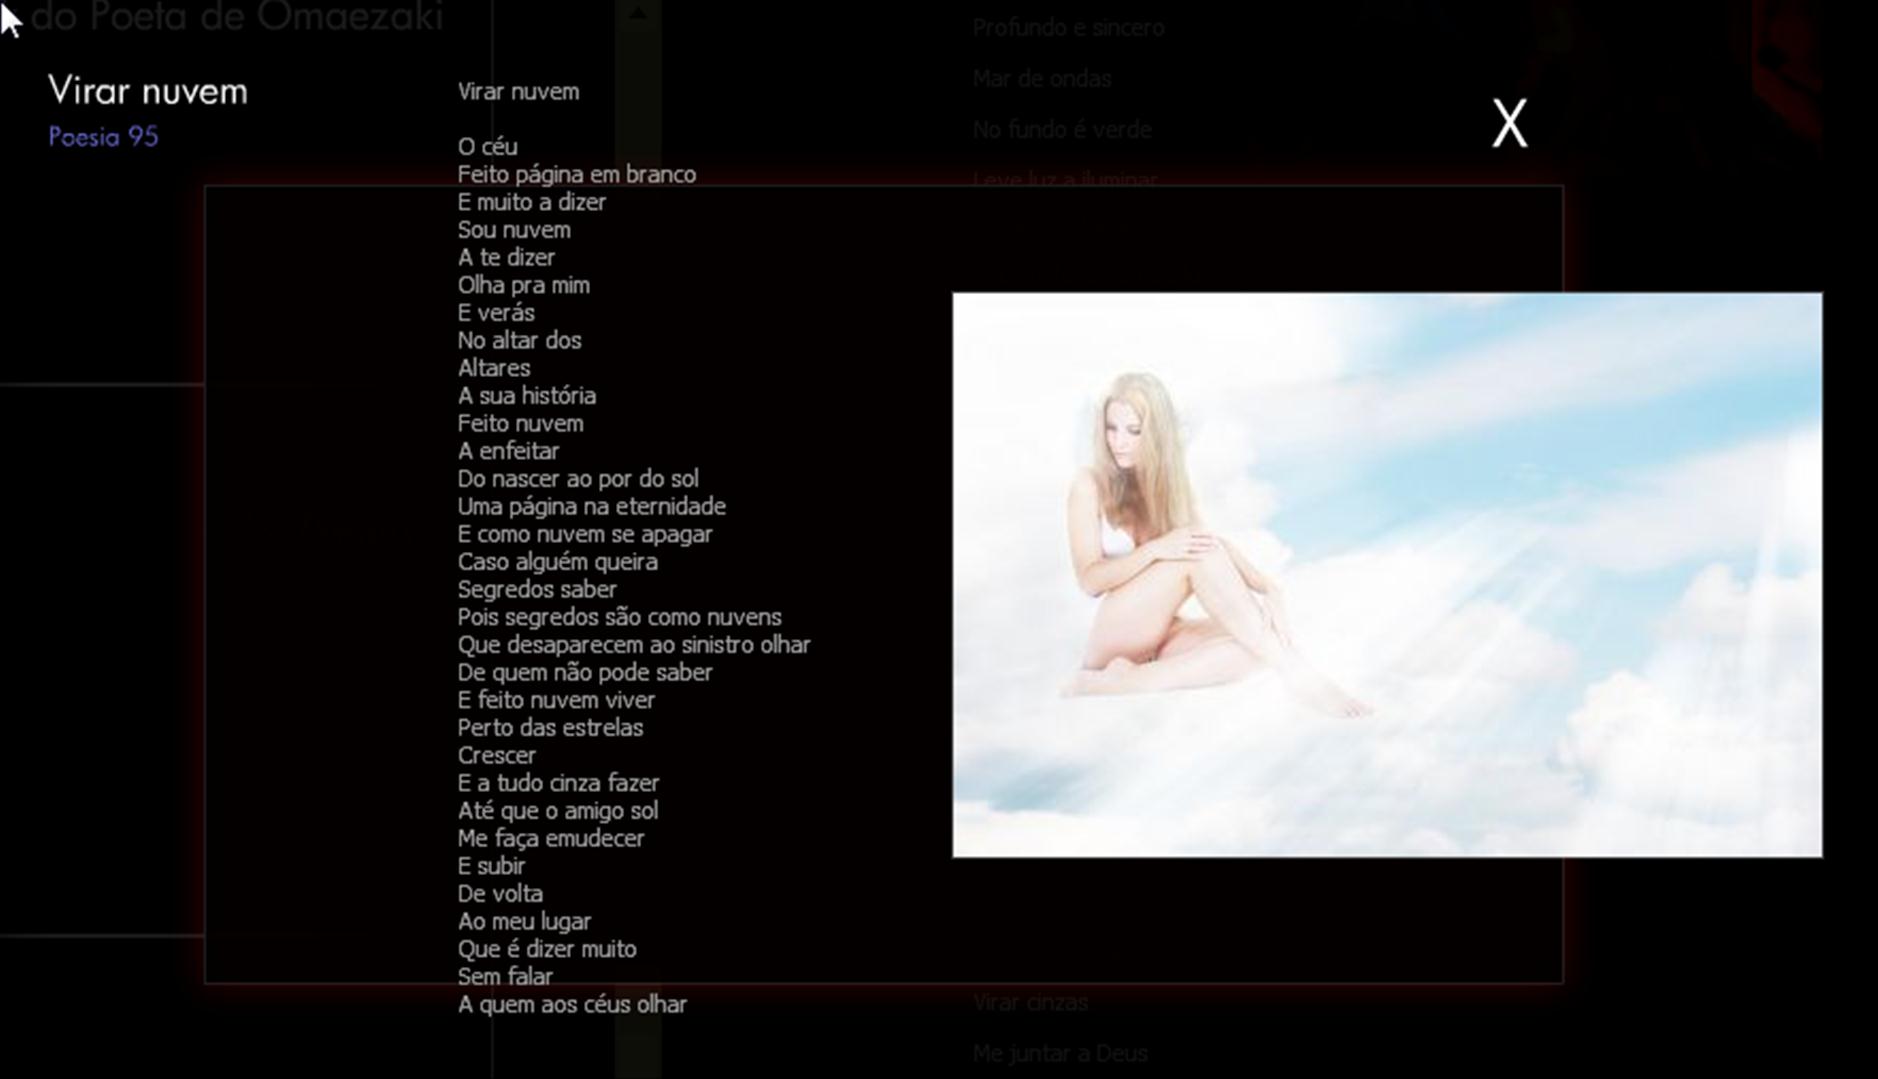 do Poeta de Omaezaki
Virar nuvem
Poesia 95
Virar nuvem
O céu
Feito página em branco
E muito a dizer
Sou nuvem
A te dizer
Olha pra mim
E verás
No altar dos
Altares
A sua história
Feito nuvem
A enfeitar
Do nascer ao por do sol
Uma página na eternidade
E como nuvem se apagar
Caso alguém queira
Segredos saber
Pois segredos são como nuvens
Que desaparecem ao sinistro olhar
De quem não pode saber
E feito nuvem viver
Perto das estrelas
Crescer
E a tudo cinza fazer
Até que o amigo sol
Me faça emudecer
E subir
De volta
Ao meu lugar
Que é dizer muito
Sem falar
A quem aos céus olhar
Profundo e sincero
Mar de ondas
No fundo é verde
Leve luz a iluminar
X
Virar cinzas
Me juntar a Deus